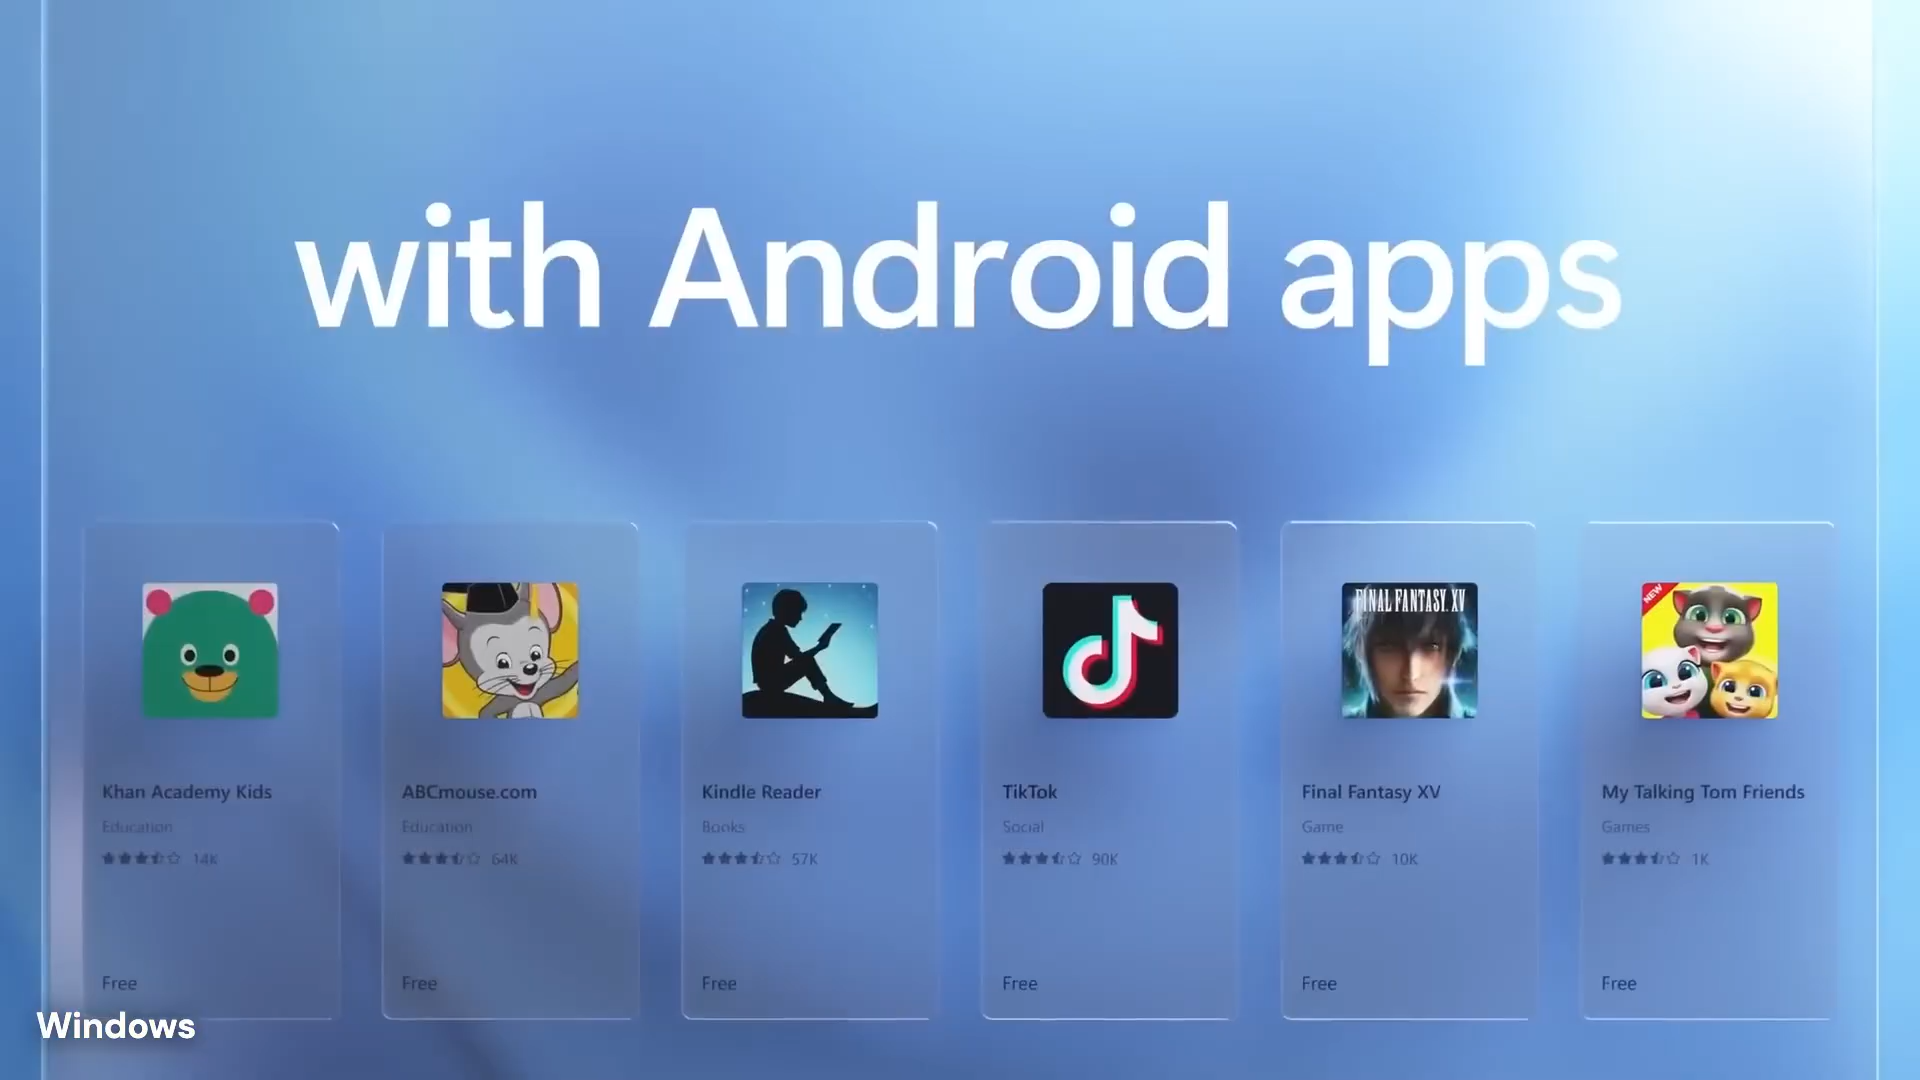 with Android apps
NEW
FINAL FANTASY XV
Khan Academy Kids
Education
14K
Free
ABCmouse.com
Education
64K
Free
Kindle Reader
Books
57K
Free
TikTok
Social
90K
Free
Final Fantasy XV
Game
10K
Free
My Talking Tom Friends
Games
1K
Free
Windows